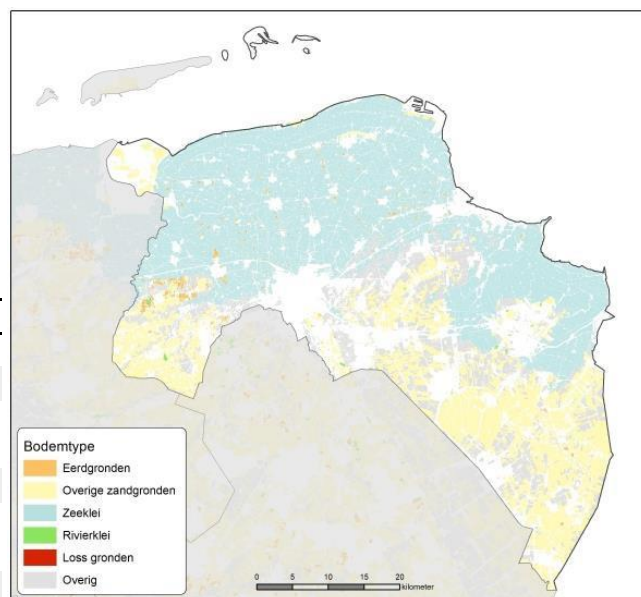 Bodemtype
Eerdgronden
Overige zandgronden
Zeeklei
Rivierklei
Loss gronden
Overig
0 5 10 15 20
kilometer